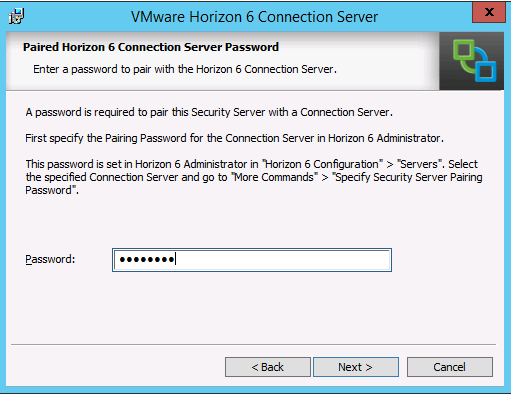 VMware Horizon 6 Connection Server
x
Paired Horizon 6 Connection Server Password
Enter a password to pair with the Horizon 6 Connection Server.
A password is required to pair this Security Server with a Connection Server.
First specify the Pairing Password for the Connection Server in Horizon 6 Administrator.
This password is set in Horizon 6 Administrator in "Horizon 6 Configuration" > "Servers". Select
the specified Connection Server and go to "More Commands" > "Specify Security Server Pairing
Password".
Password: ●●●●●●●●
< Back Next > Cancel